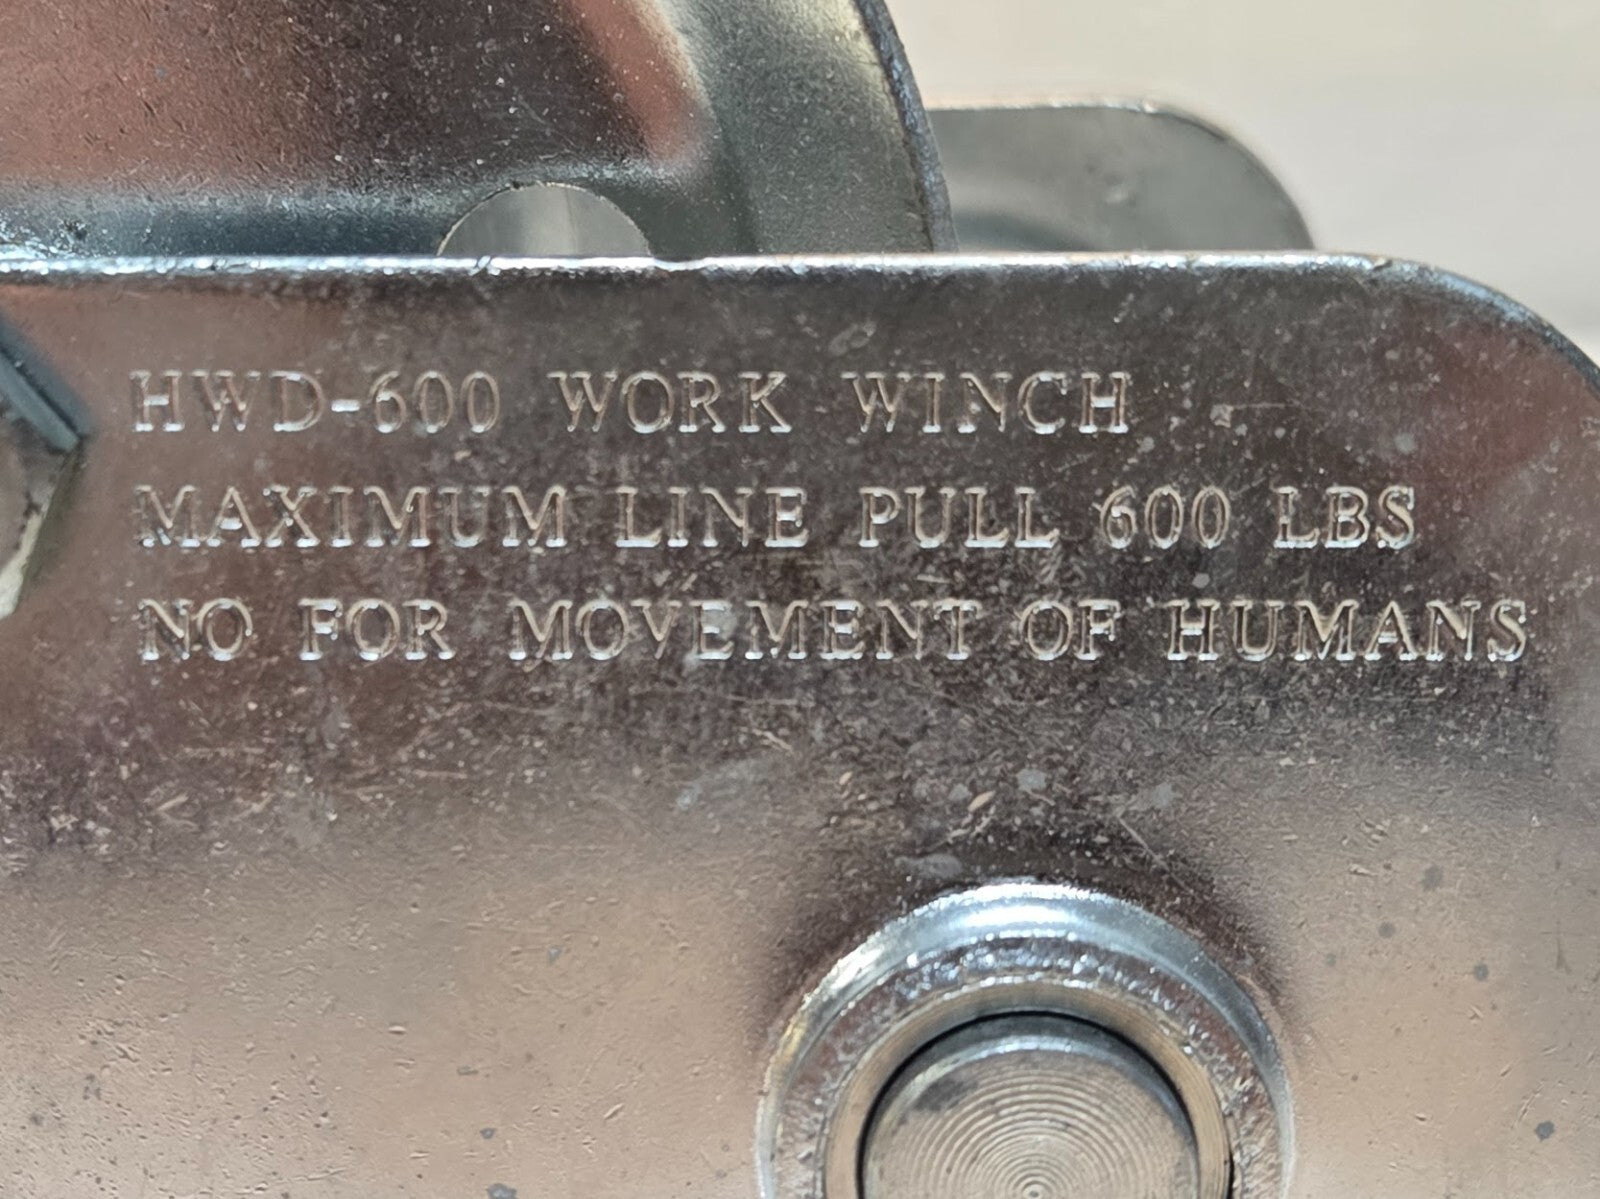 HWD-600 WORK WINCH
MAXIMUM LINE PULL 600 LBS
NO FOR MOVEMENT OF HUMANS